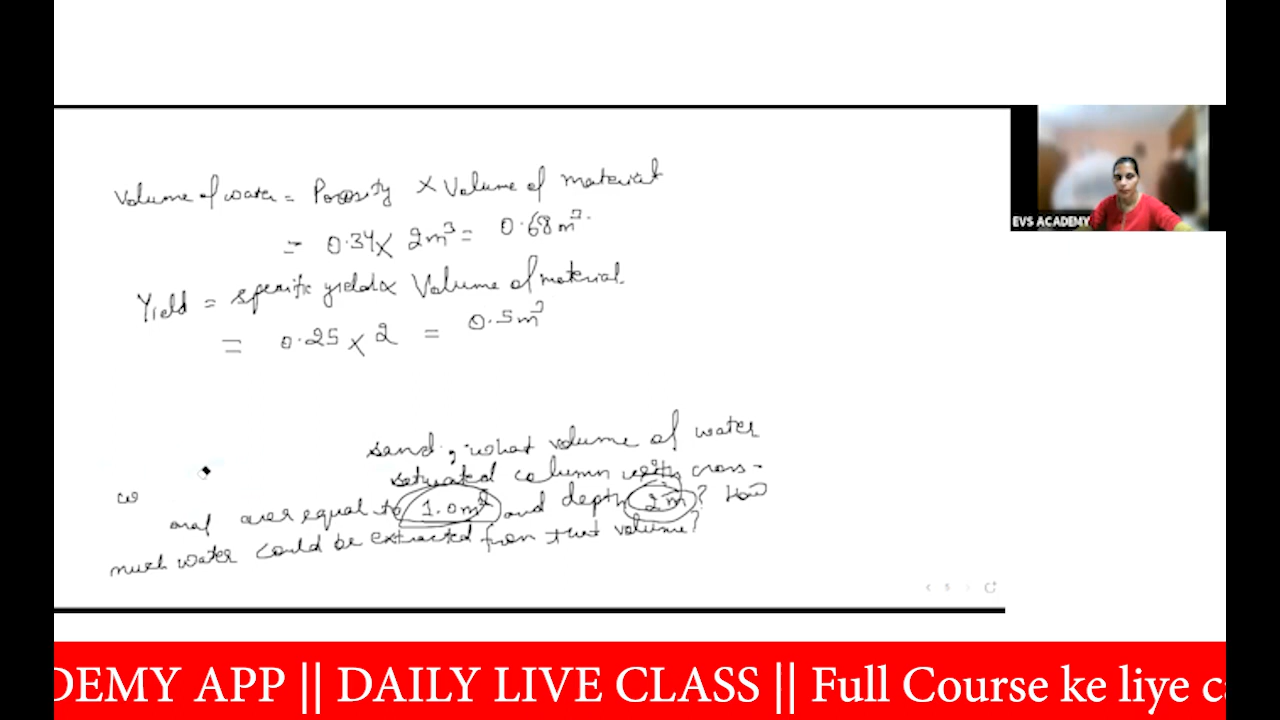 Volume of water = Porosity × Volume of material
= 0.34 × 2m³ = 0.68 m³.
Yield = specific yield × Volume of material.
= 0.25 × 2 = 0.5 m³
sand, what volume of water
saturated column with cross-
onal area equal to 1.0 m² and depth 2m? How
much water could be extracted from that volume?
EVS ACADEMY
DEMY APP || DAILY LIVE CLASS || Full Course ke liye c